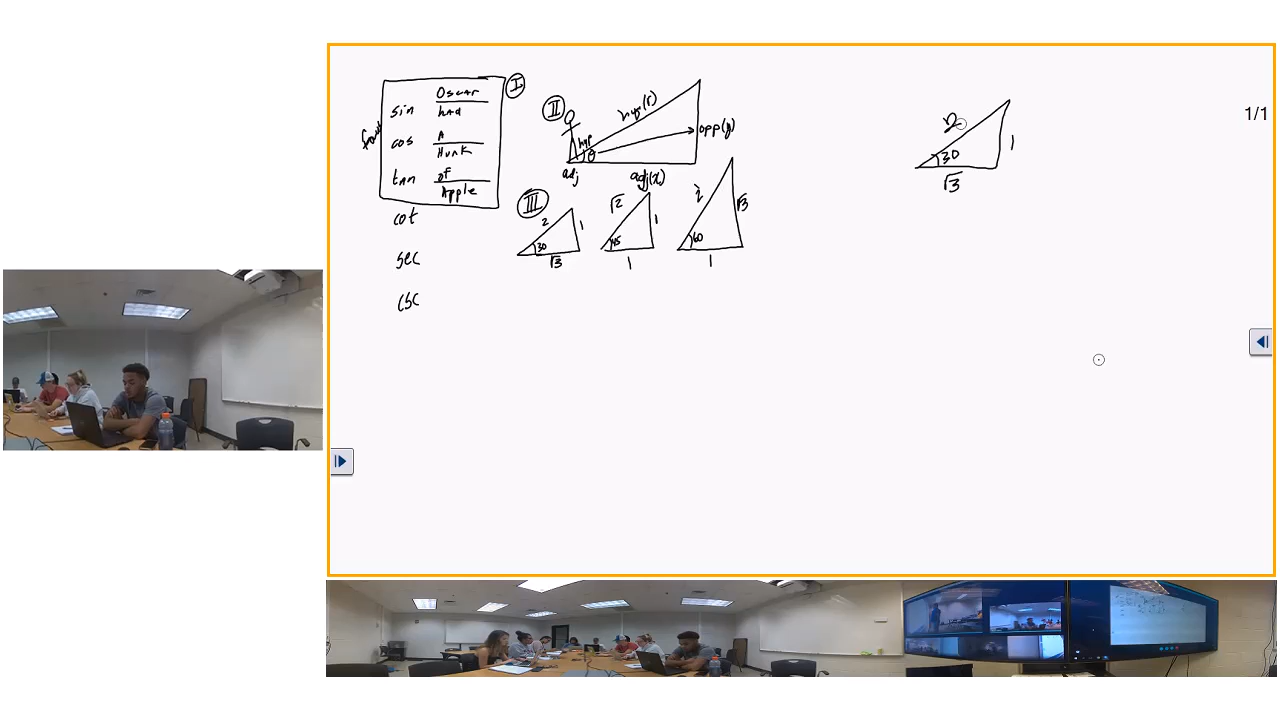 I
sin Oscar
had
cos A
Hunk
tan of
Apple
cot
sec
csc
II
hyp(r)
hyp
θ
opp(y)
adj
adj(x)
III
2
1
30
√3
√2
1
45
1
2
√3
60
1
2
1
30
√3
1/1